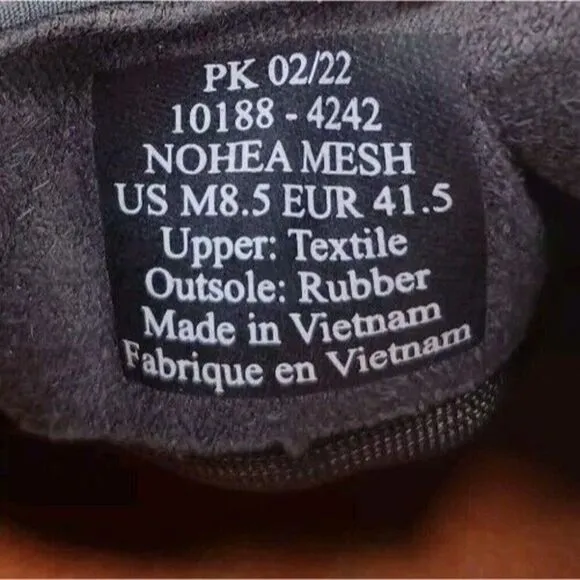 PK 02/22
10188 - 4242
NOHEA MESH
US M8.5 EUR 41.5
Upper: Textile
Outsole: Rubber
Made in Vietnam
Fabrique en Vietnam